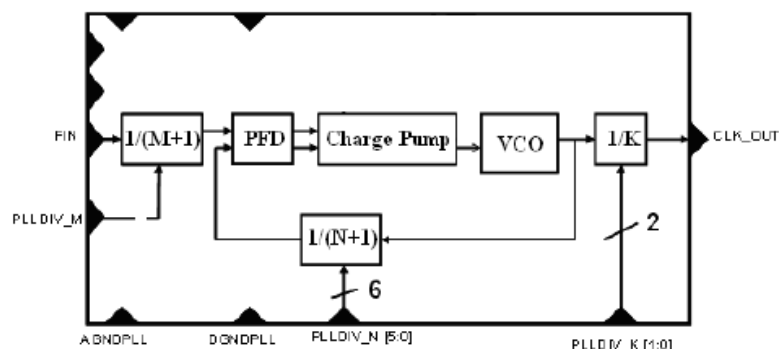 FIN
1/(M+1)
PFD
Charge Pump
VCO
1/K
CLK_OUT
PLLDIV_M
1/(N+1)
2
6
AGNDPLL
DGNDPLL
PLLDIV_N [5:0]
PLLDIV_K [1:0]